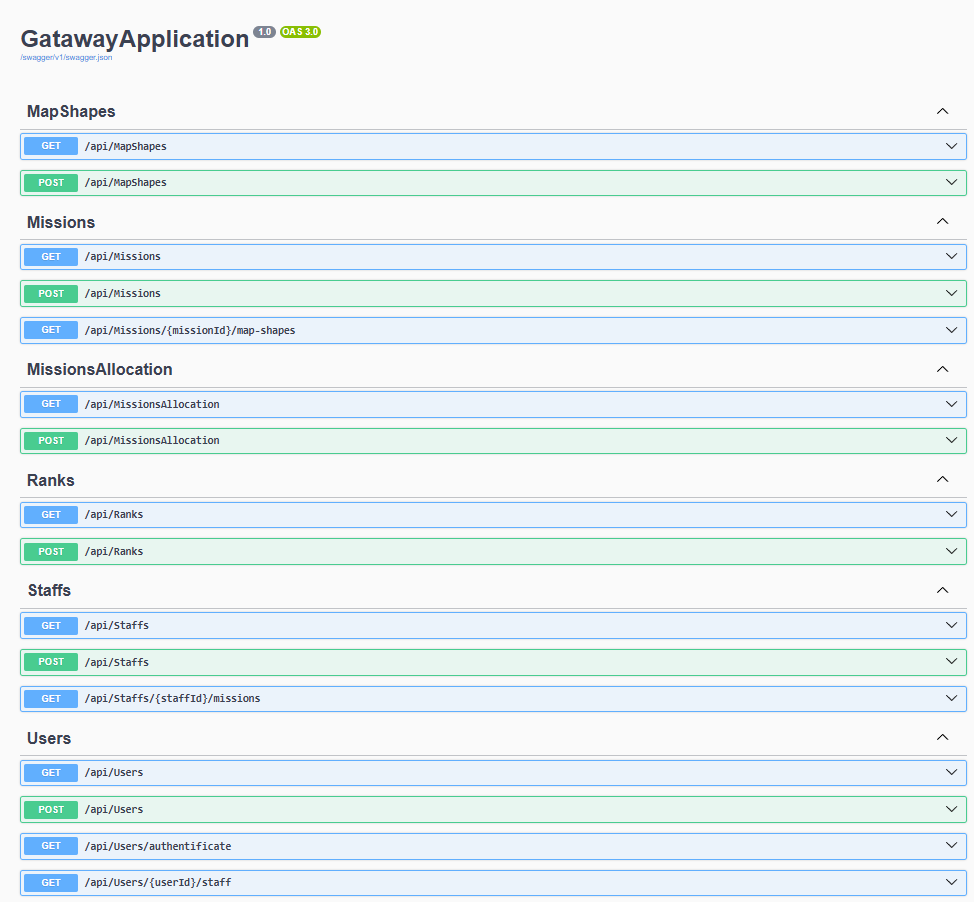 GatawayApplication 1.0 OAS 3.0
/swagger/v1/swagger.json
MapShapes
GET /api/MapShapes
POST /api/MapShapes
Missions
GET /api/Missions
POST /api/Missions
GET /api/Missions/{missionId}/map-shapes
MissionsAllocation
GET /api/MissionsAllocation
POST /api/MissionsAllocation
Ranks
GET /api/Ranks
POST /api/Ranks
Staffs
GET /api/Staffs
POST /api/Staffs
GET /api/Staffs/{staffId}/missions
Users
GET /api/Users
POST /api/Users
GET /api/Users/authentificate
GET /api/Users/{userId}/staff